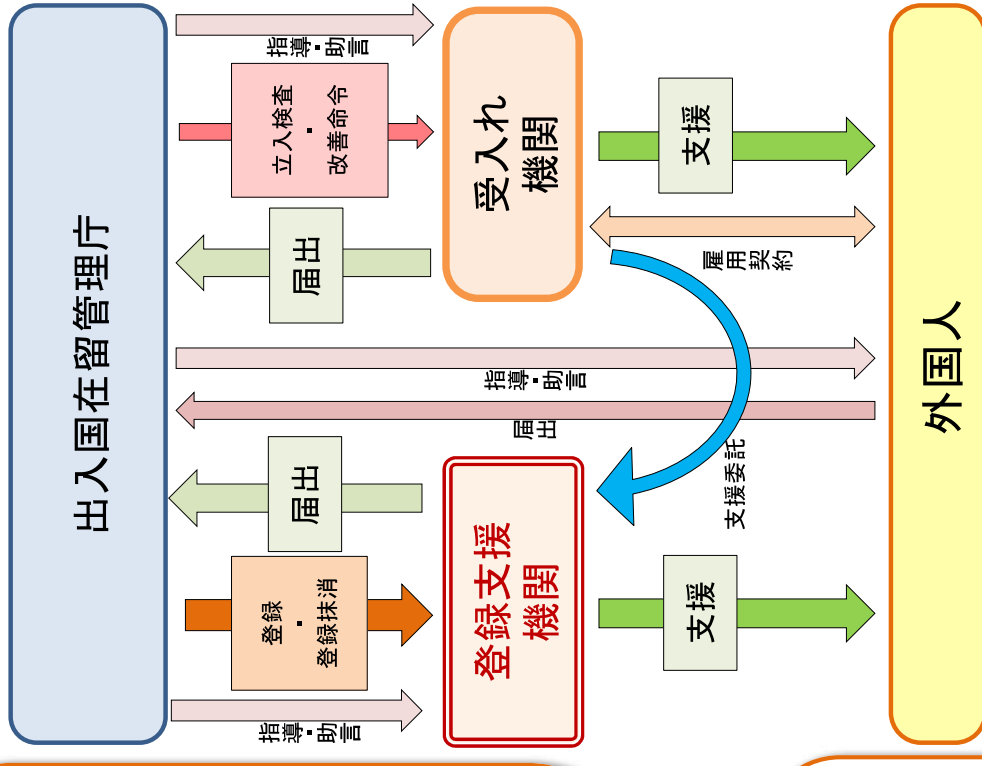 出入国在留管理庁
指導・助言
登録
・
登録抹消
届出
届出
指導・助言
届出
立入検査
・
改善命令
指導・助言
登録支援
機関
受入れ
機関
支援委託
支援
雇用契約
支援
外国人